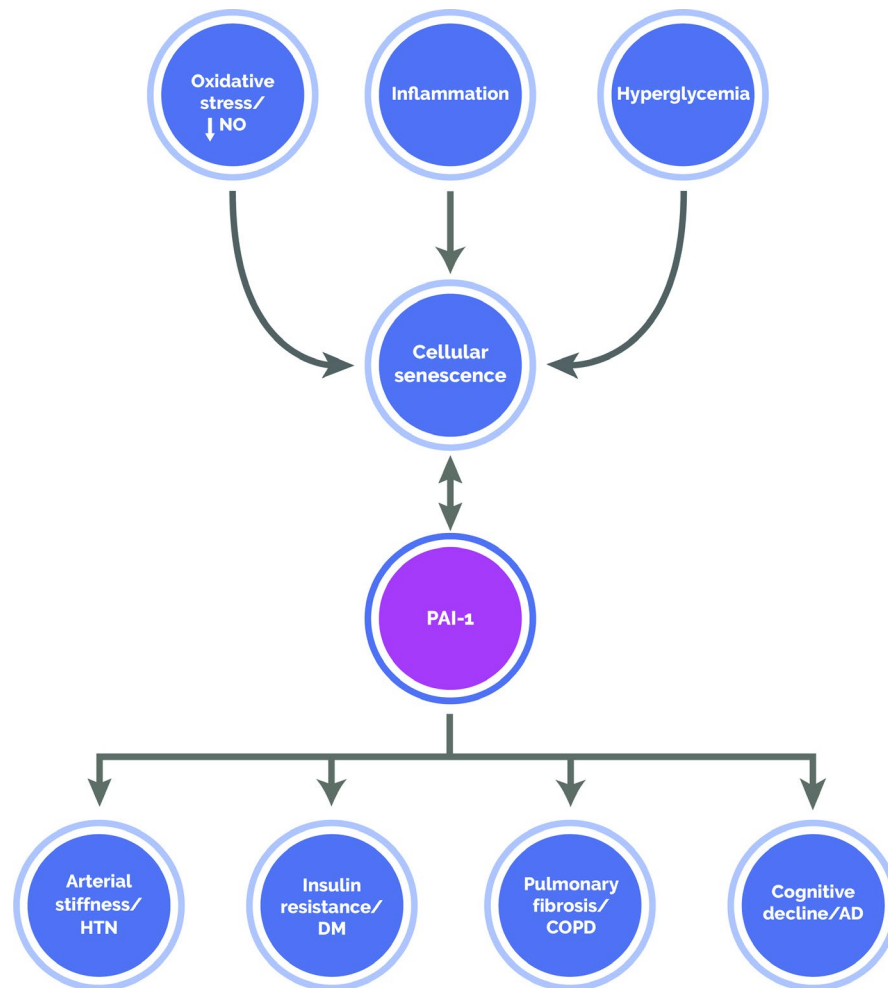 Oxidative
stress/
↓ NO
Inflammation
Hyperglycemia
Cellular
senescence
PAI-1
Arterial
stiffness/
HTN
Insulin
resistance/
DM
Pulmonary
fibrosis/
COPD
Cognitive
decline/AD